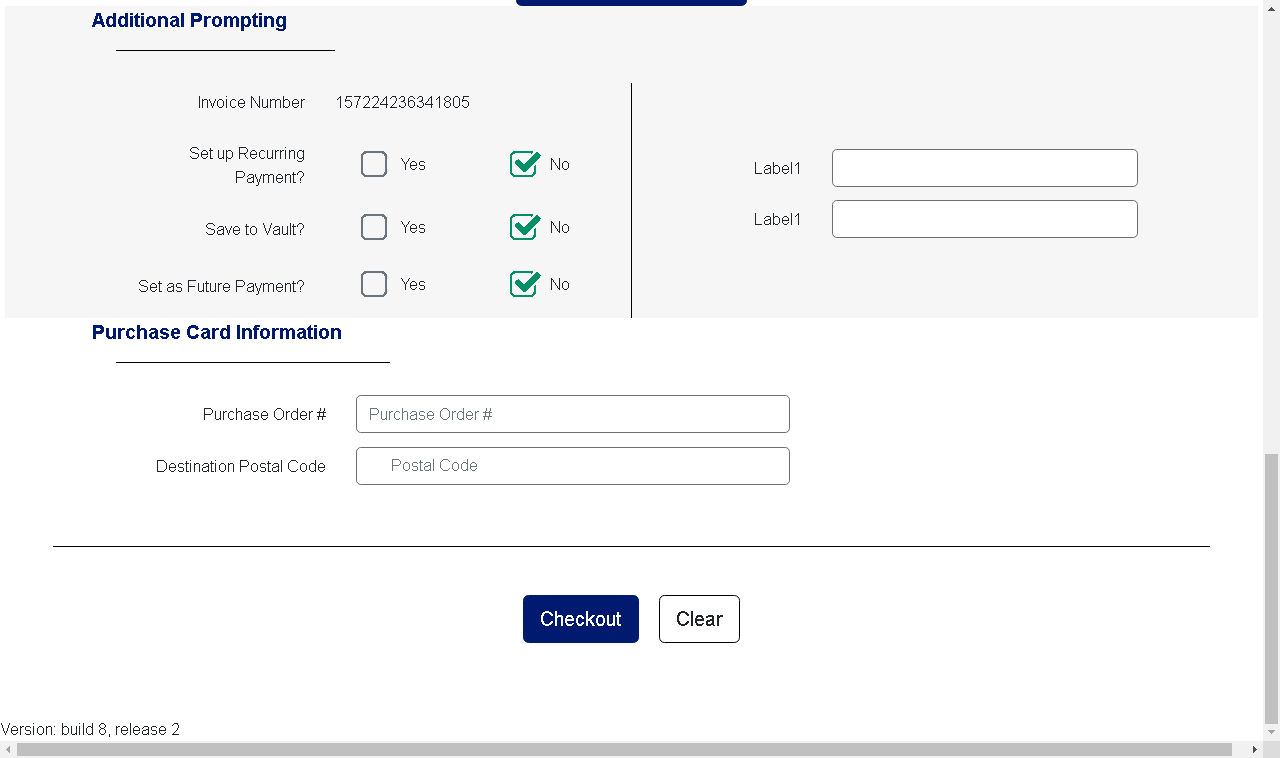 Additional Prompting
Invoice Number 157224236341805
Set up Recurring
Payment?
Yes No
Save to Vault? Yes No
Set as Future Payment? Yes No
Label1
Label1
Purchase Card Information
Purchase Order # Purchase Order #
Destination Postal Code Postal Code
Checkout Clear
Version: build 8, release 2